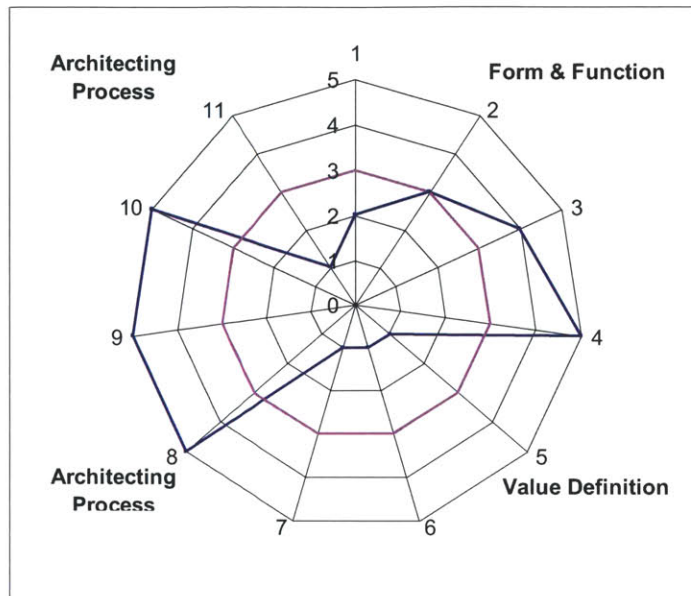 1
Architecting
Process
Form & Function
11
5
2
4
10
3
3
2
1
0
9
4
8
5
Architecting
Process
Value Definition
7
6